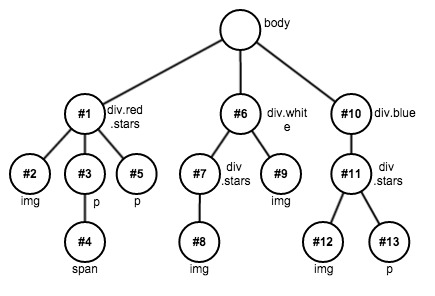 body
#1
div.red
.stars
#6
div.whit
e
#10
div.blue
#2
#3
#5
#7
div
.stars
#9
#11
div
.stars
img
p
p
img
#4
#8
#12
#13
span
img
img
p